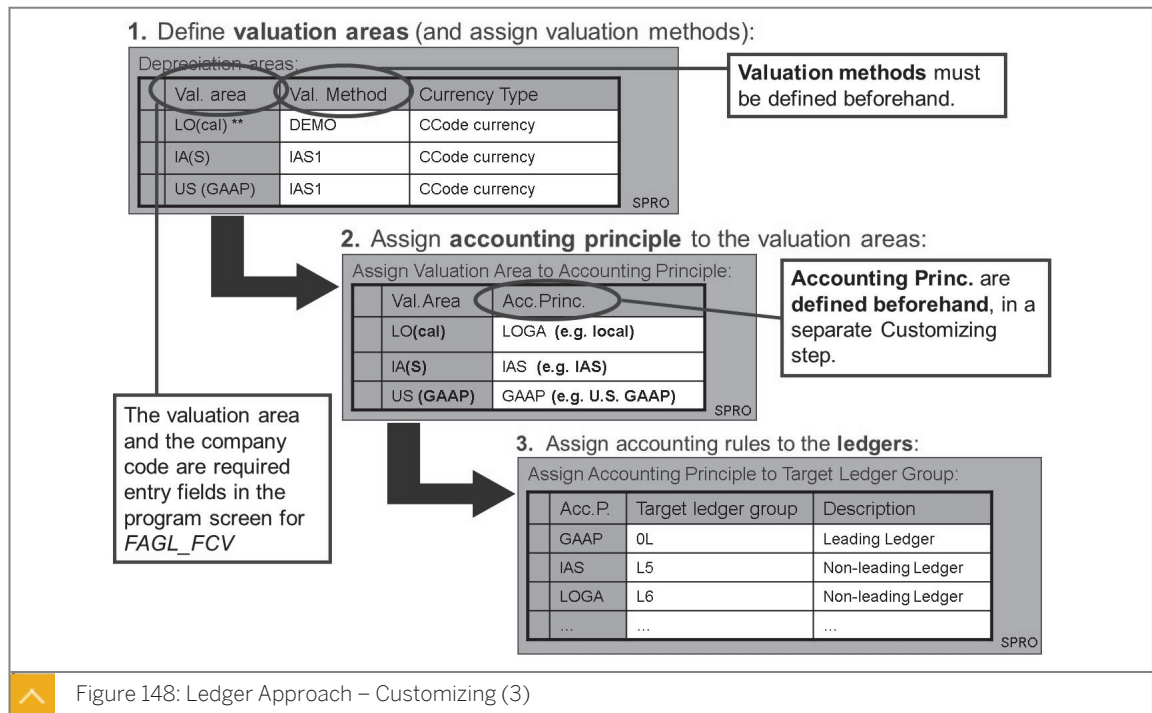 1. Define valuation areas (and assign valuation methods):
Depreciation areas:
Val. area Val. Method Currency Type
LO(cal) ** DEMO CCode currency
IA(S) IAS1 CCode currency
US (GAAP) IAS1 CCode currency
SPRO
Valuation methods must
be defined beforehand.
2. Assign accounting principle to the valuation areas:
Assign Valuation Area to Accounting Principle:
Val.Area Acc.Princ.
LO(cal) LOGA (e.g. local)
IA(S) IAS (e.g. IAS)
US (GAAP) GAAP (e.g. U.S. GAAP)
SPRO
Accounting Princ. are
defined beforehand, in a
separate Customizing
step.
The valuation area
and the company
code are required
entry fields in the
program screen for
FAGL_FCV
3. Assign accounting rules to the ledgers:
Assign Accounting Principle to Target Ledger Group:
Acc.P. Target ledger group Description
GAAP 0L Leading Ledger
IAS L5 Non-leading Ledger
LOGA L6 Non-leading Ledger
... ... ...
SPRO
Figure 148: Ledger Approach – Customizing (3)